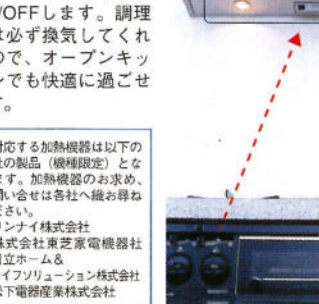 /OFFします。調理
は必ず換気してくれ
ので、オープンキッ
ンでも快適に過ごせ
す。
対応する加熱機器は以下の
社の製品（機種限定）とな
ます。加熱機器のお求め、
問い合せは各社へ直お尋ね
ださい。
リンナイ株式会社
株式会社東芝家電機器社
日立ホーム&
ライフソリューション株式会社
松下電器産業株式会社